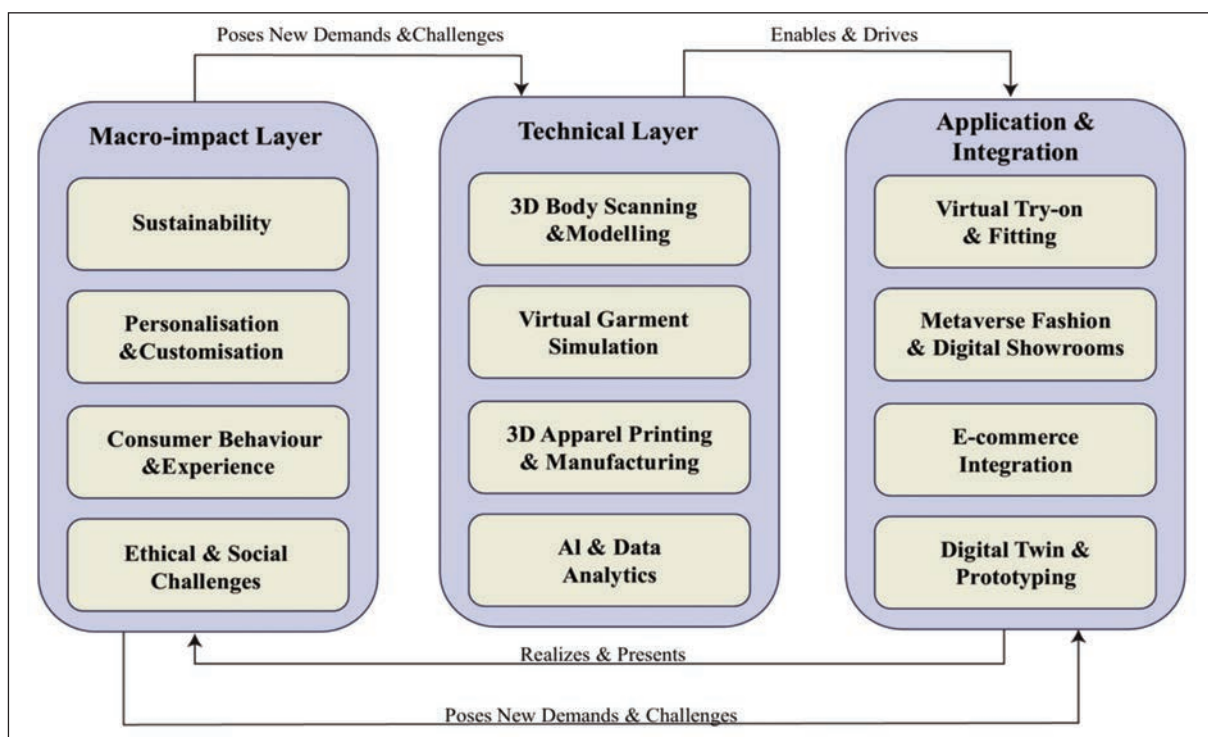 Poses New Demands &Challenges
Enables & Drives
Macro-impact Layer
Sustainability
Personalisation
&Customisation
Consumer Behaviour
&Experience
Ethical & Social
Challenges
Technical Layer
3D Body Scanning
&Modelling
Virtual Garment
Simulation
3D Apparel Printing
& Manufacturing
AI & Data
Analytics
Application &
Integration
Virtual Try-on
& Fitting
Metaverse Fashion
& Digital Showrooms
E-commerce
Integration
Digital Twin &
Prototyping
Realizes & Presents
Poses New Demands & Challenges